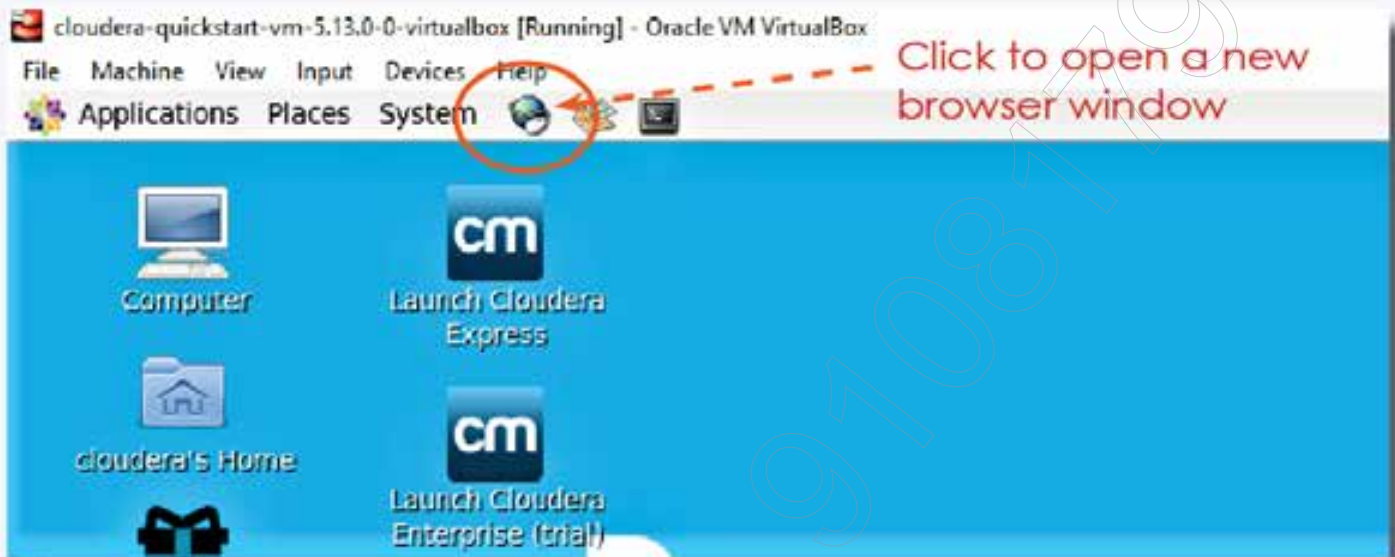 cloudera-quickstart-vm-5.13.0-0-virtualbox [Running] - Oracle VM VirtualBox
File Machine View Input Devices Help
Click to open a new
browser window
Applications Places System
cm
Computer
Launch Cloudera
Express
cloudera's Home
cm
Launch Cloudera
Enterprise (trial)
9108179